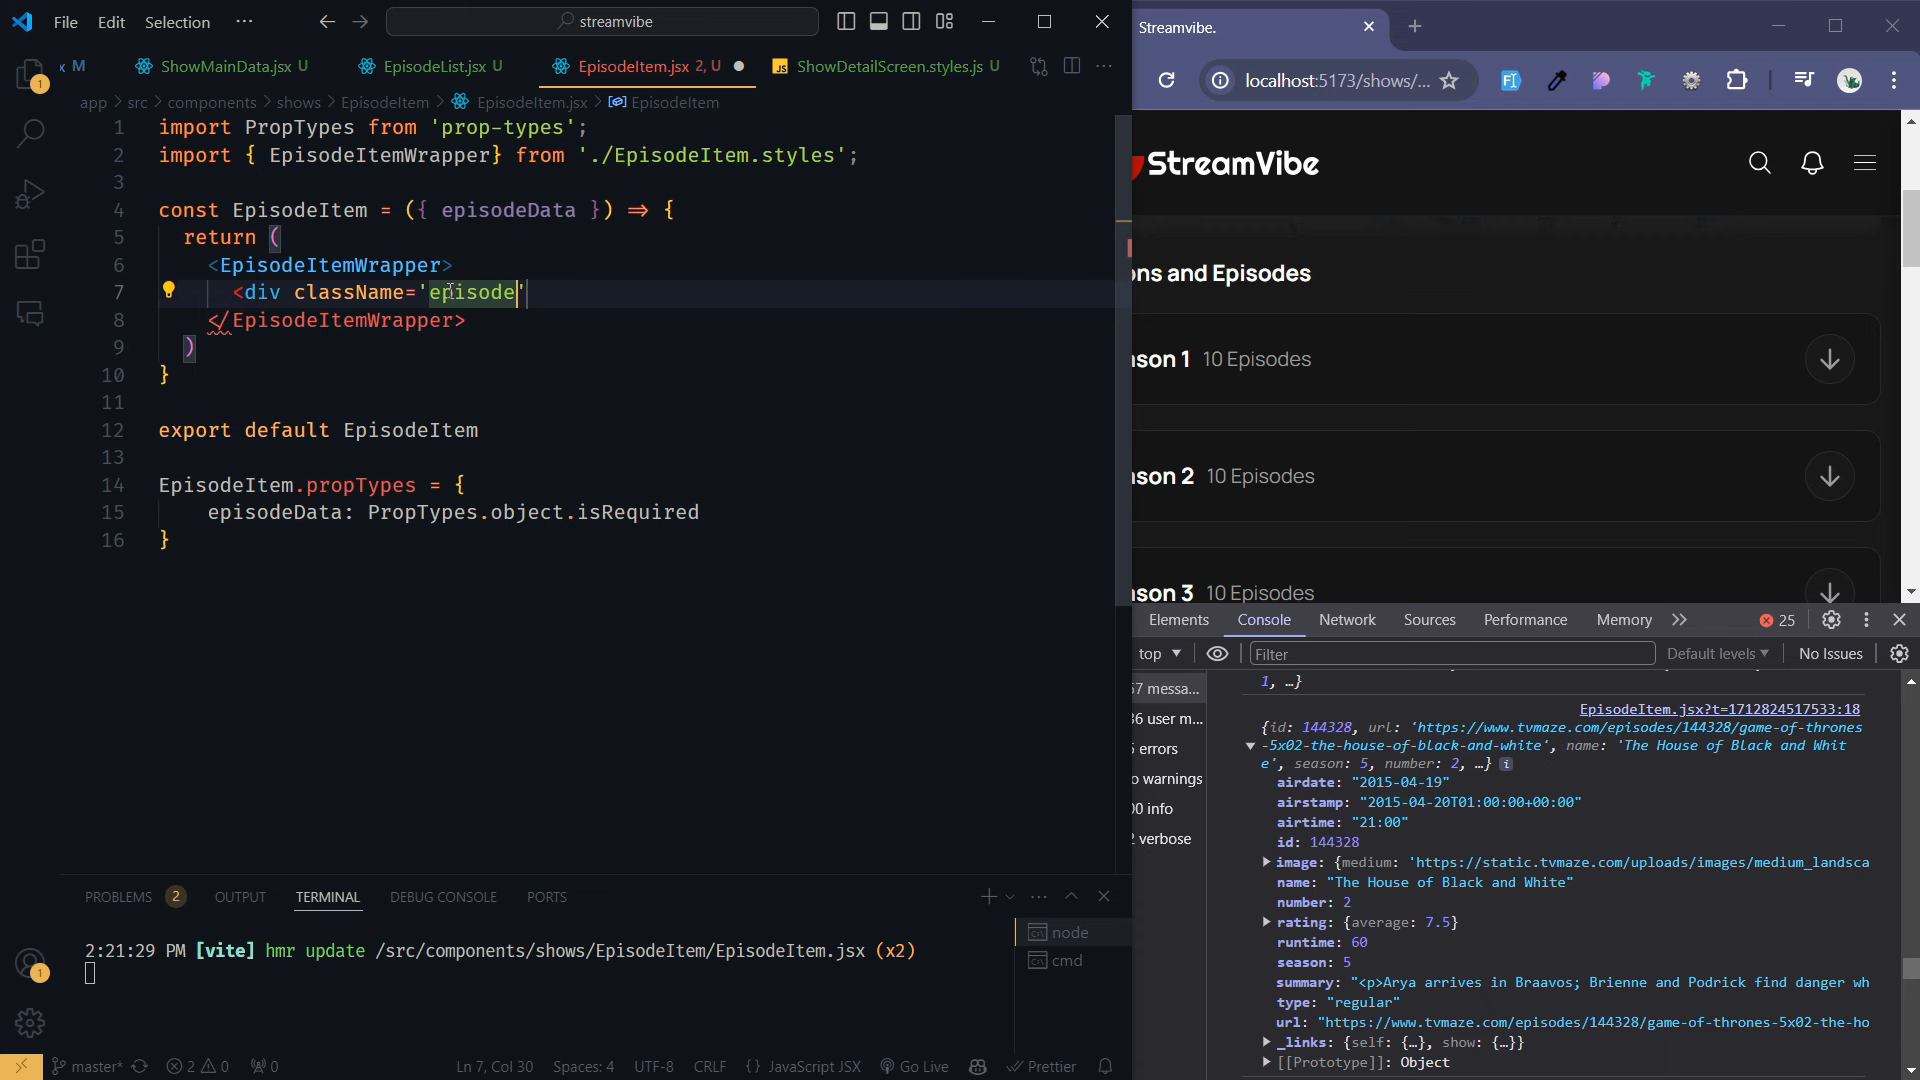 File Edit Selection ··· streamvibe
M ShowMainData.jsx U EpisodeList.jsx U EpisodeItem.jsx 2, U ShowDetailScreen.styles.js U
app > src > components > shows > EpisodeItem > EpisodeItem.jsx > EpisodeItem
1 import PropTypes from 'prop-types';
2 import { EpisodeItemWrapper} from './EpisodeItem.styles';
3
4 const EpisodeItem = ({ episodeData }) ⇒ {
5 return (
6 <EpisodeItemWrapper>
7 <div className='episode'
8 </EpisodeItemWrapper>
9 )
10 }
11
12 export default EpisodeItem
13
14 EpisodeItem.propTypes = {
15 episodeData: PropTypes.object.isRequired
16 }
PROBLEMS 2 OUTPUT TERMINAL DEBUG CONSOLE PORTS
2:21:29 PM [vite] hmr update /src/components/shows/EpisodeItem/EpisodeItem.jsx (x2)
node
cmd
master* 2 0 0 Ln 7, Col 30 Spaces: 4 UTF-8 CRLF {} JavaScript JSX Go Live Prettier
Streamvibe.
localhost:5173/shows/...
StreamVibe
ons and Episodes
ason 1 10 Episodes
ason 2 10 Episodes
ason 3 10 Episodes
Elements Console Network Sources Performance Memory 25
top Filter Default levels No Issues
57 messa...
36 user m...
5 errors
o warnings
00 info
2 verbose
1, …}
EpisodeItem.jsx?t=1712824517533:18
{id: 144328, url: 'https://www.tvmaze.com/episodes/144328/game-of-thrones
-5x02-the-house-of-black-and-white', name: 'The House of Black and Whit
e', season: 5, number: 2, …} i
airdate: "2015-04-19"
airstamp: "2015-04-20T01:00:00+00:00"
airtime: "21:00"
id: 144328
image: {medium: 'https://static.tvmaze.com/uploads/images/medium_landsca
name: "The House of Black and White"
number: 2
rating: {average: 7.5}
runtime: 60
season: 5
summary: "<p>Arya arrives in Braavos; Brienne and Podrick find danger wh
type: "regular"
url: "https://www.tvmaze.com/episodes/144328/game-of-thrones-5x02-the-ho
_links: {self: {…}, show: {…}}
[[Prototype]]: Object